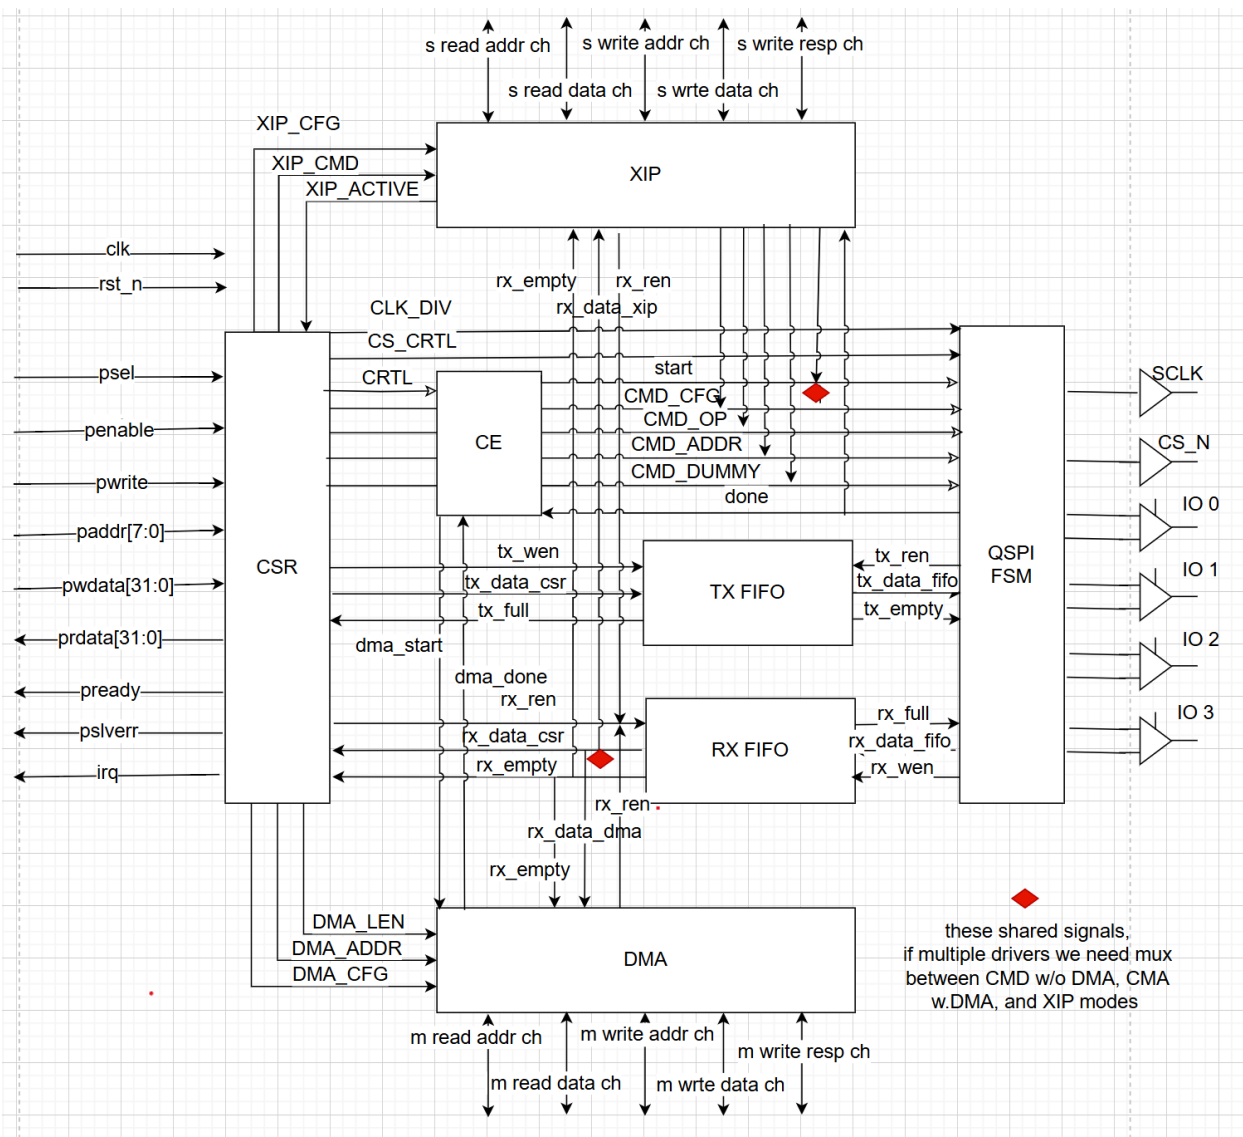 s read addr ch
s write addr ch
s write resp ch
s read data ch
s wrte data ch
XIP_CFG
XIP_CMD
XIP_ACTIVE
XIP
clk
rst_n
rx_empty
rx_ren
rx_data_xip
CLK_DIV
CS_CRTL
start
CRTL
psel
CMD_CFG
CMD_OP
CMD_ADDR
CMD_DUMMY
done
CE
penable
pwrite
paddr[7:0]
pwdata[31:0]
prdata[31:0]
pready
pslverr
irq
CSR
SCLK
CS_N
IO 0
IO 1
IO 2
IO 3
QSPI
FSM
tx_wen
tx_data_csr
tx_full
TX FIFO
tx_ren
tx_data_fifo
tx_empty
dma_start
dma_done
rx_ren
rx_data_csr
rx_empty
RX FIFO
rx_full
rx_data_fifo
rx_wen
rx_ren
rx_data_dma
rx_empty
DMA_LEN
DMA_ADDR
DMA_CFG
DMA
these shared signals,
if multiple drivers we need mux
between CMD w/o DMA, CMA
w.DMA, and XIP modes
m read addr ch
m write addr ch
m write resp ch
m read data ch
m wrte data ch